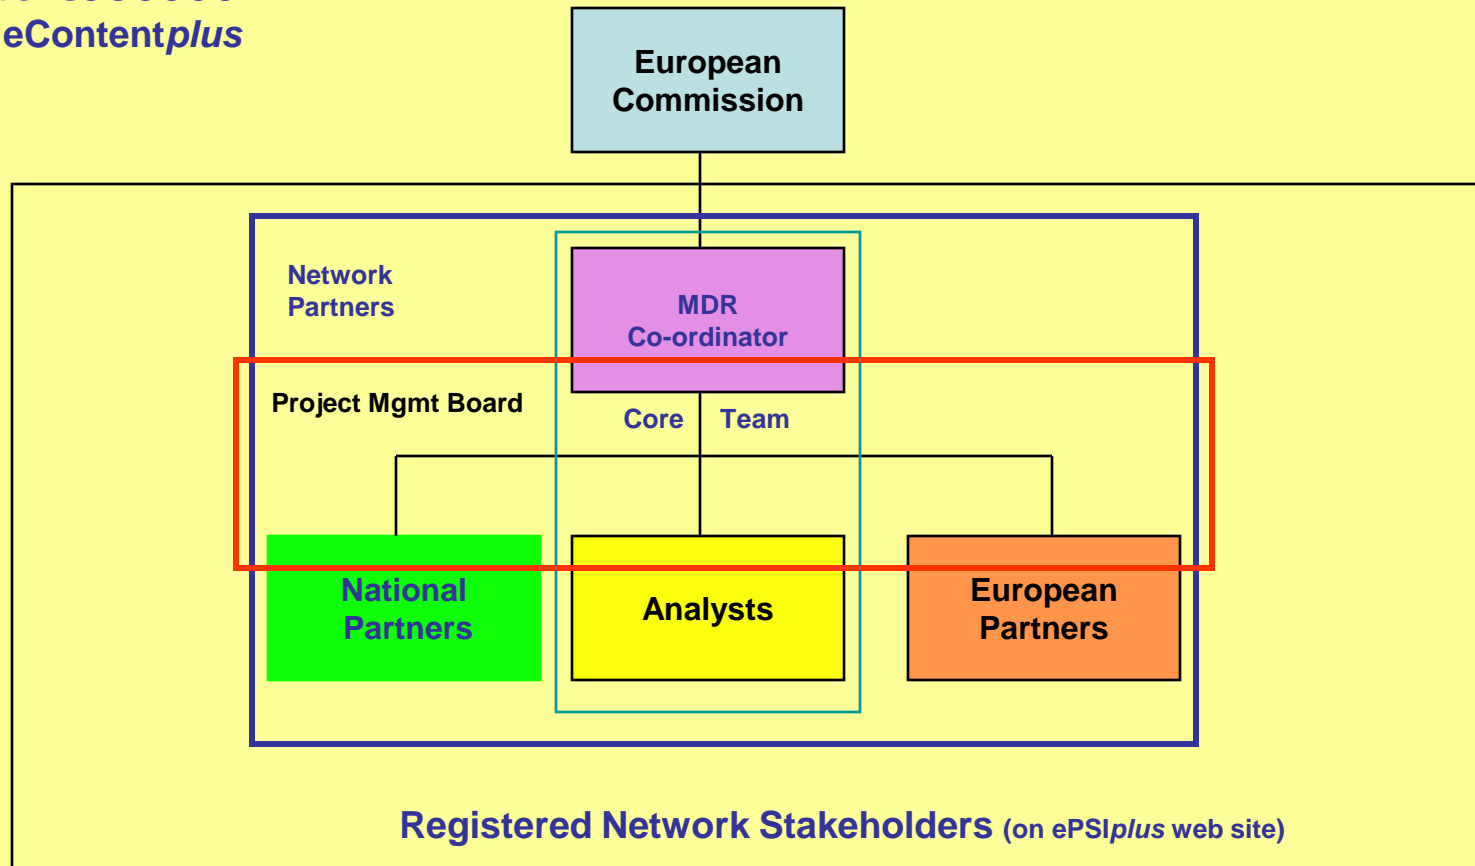 eContentplus
European
Commission
Network
Partners
MDR
Co-ordinator
Project Mgmt Board
Core Team
National
Partners
Analysts
European
Partners
Registered Network Stakeholders (on ePSIplus web site)